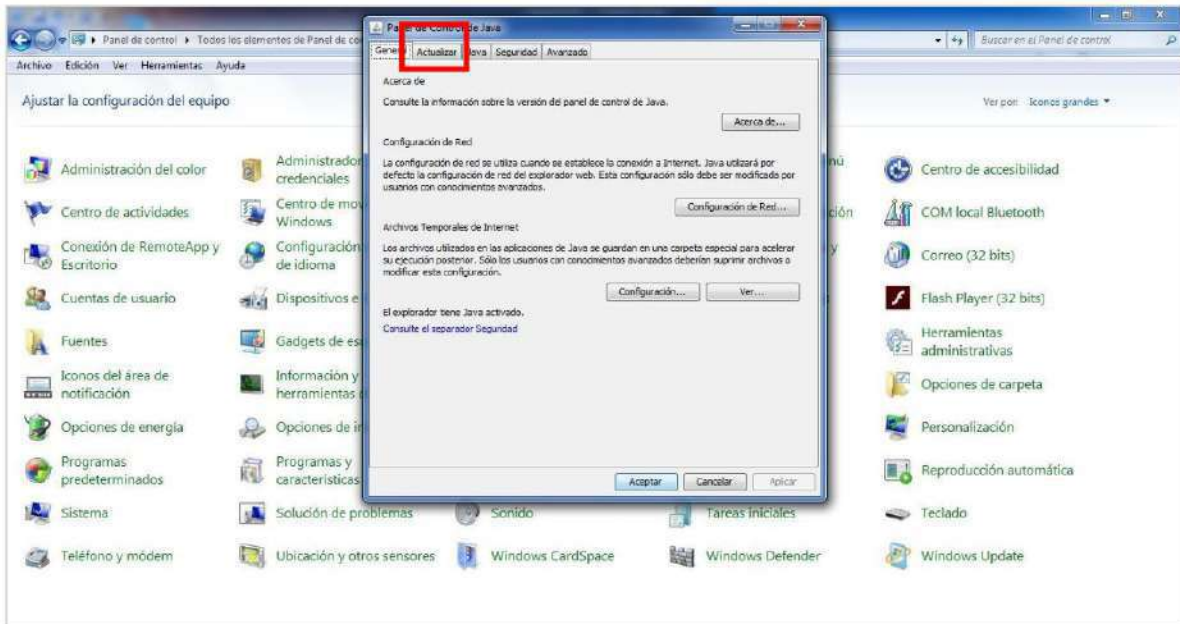 Panel de control ▸ Todos los elementos de Panel de co
Buscar en el Panel de control
Archivo Edición Ver Herramientas Ayuda
Ajustar la configuración del equipo
Ver por: Iconos grandes
Panel de Control de Java
General Actualizar Java Seguridad Avanzado
Acerca de
Consulte la información sobre la versión del panel de control de Java.
Acerca de...
Configuración de Red
La configuración de red se utiliza cuando se establece la conexión a Internet. Java utilizará por
defecto la configuración de red del explorador web. Esta configuración sólo debe ser modificada por
usuarios con conocimientos avanzados.
Configuración de Red...
Archivos Temporales de Internet
Los archivos utilizados en las aplicaciones de Java se guardan en una carpeta especial para acelerar
su ejecución posterior. Sólo los usuarios con conocimientos avanzados deberían suprimir archivos o
modificar esta configuración.
Configuración... Ver...
El explorador tiene Java activado.
Consulte el separador Seguridad
Aceptar Cancelar Aplicar
Administración del color
Administrador
credenciales
nú
Centro de accesibilidad
Centro de actividades
Centro de mov
Windows
ción
COM local Bluetooth
Conexión de RemoteApp y
Escritorio
Configuración
de idioma
y
Correo (32 bits)
Cuentas de usuario
Dispositivos e
Flash Player (32 bits)
Fuentes
Gadgets de es
Herramientas
administrativas
Iconos del área de
notificación
Información y
herramientas
Opciones de carpeta
Opciones de energía
Opciones de in
Personalización
Programas
predeterminados
Programas y
características
Reproducción automática
Sistema
Solución de problemas
Sonido
Tareas iniciales
Teclado
Teléfono y módem
Ubicación y otros sensores
Windows CardSpace
Windows Defender
Windows Update